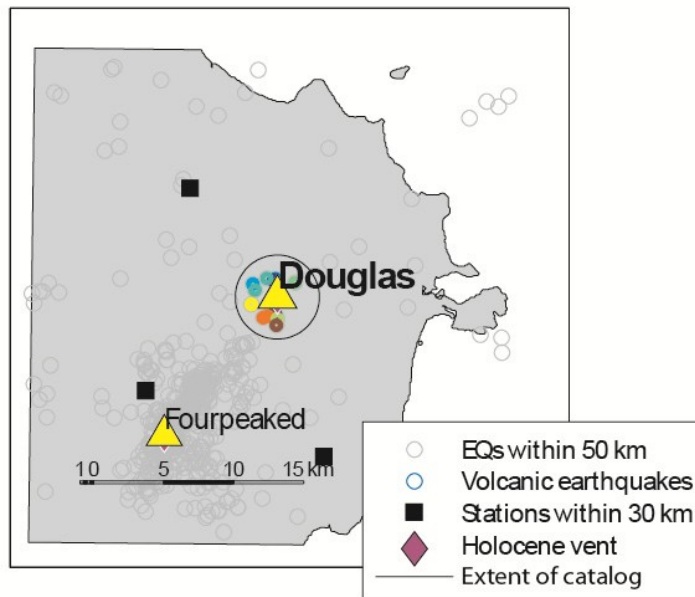 Douglas
Fourpeaked
10 5 10 15 km
EQs within 50 km
Volcanic earthquakes
Stations within 30 km
Holocene vent
Extent of catalog